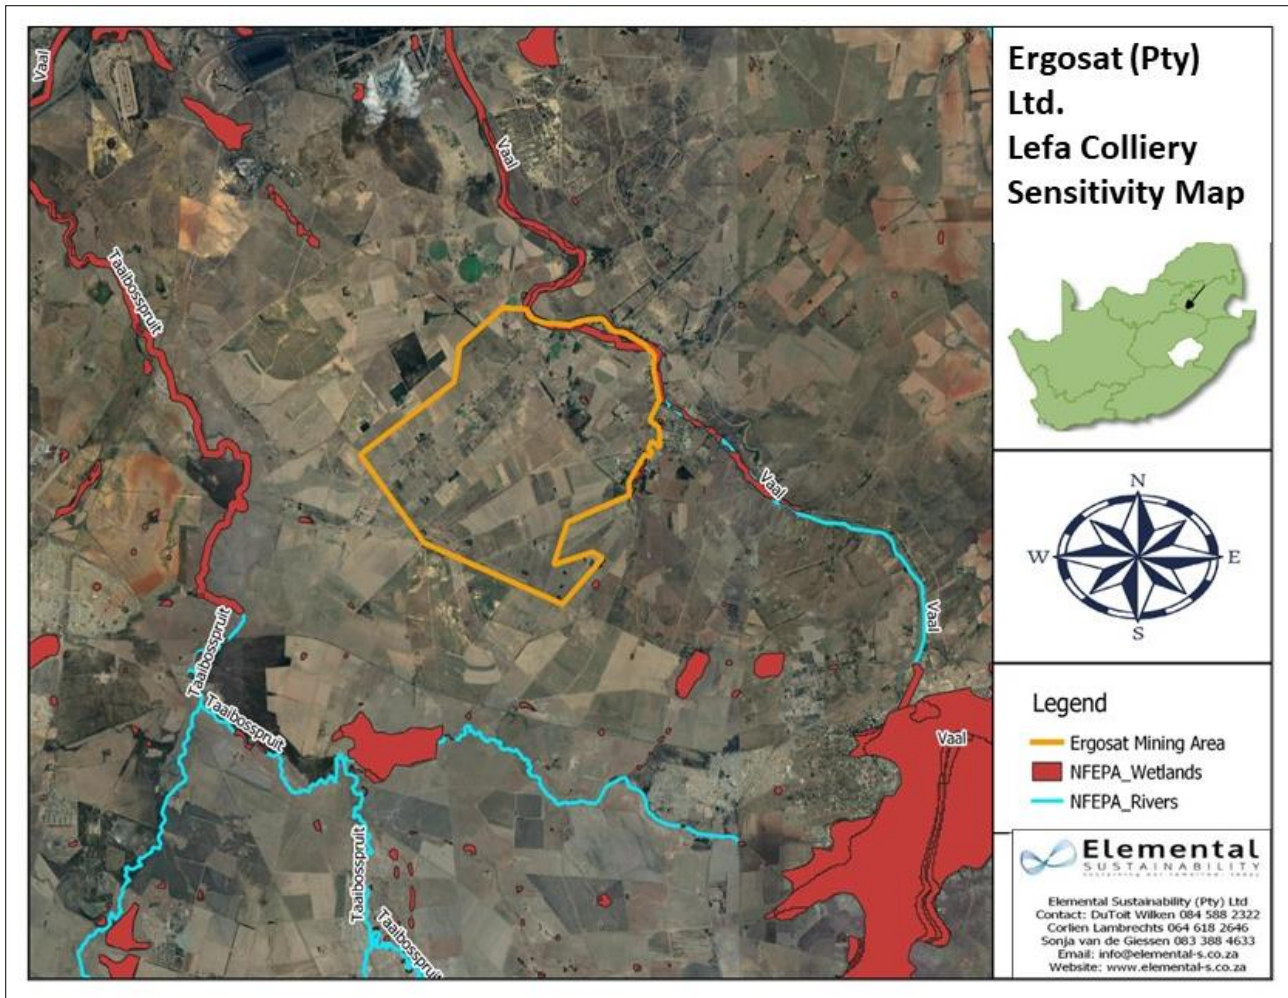 Ergosat (Pty)
Ltd.
Lefa Colliery
Sensitivity Map
Vaal
Vaal
Taaibosspruit
Vaal
Vaal
Taaibosspruit
Taaibosspruit
Vaal
Taaibosspruit
Taaibosspruit
N
W
E
S
Legend
Ergosat Mining Area
NFEPA_Wetlands
NFEPA_Rivers
Elemental
SUSTAINABILITY
Elemental Sustainability (Pty) Ltd
Contact: DuToit Wilken 084 588 2322
Corlien Lambrechts 064 618 2646
Sonja van de Giessen 083 388 4633
Email: info@elemental-s.co.za
Website: www.elemental-s.co.za